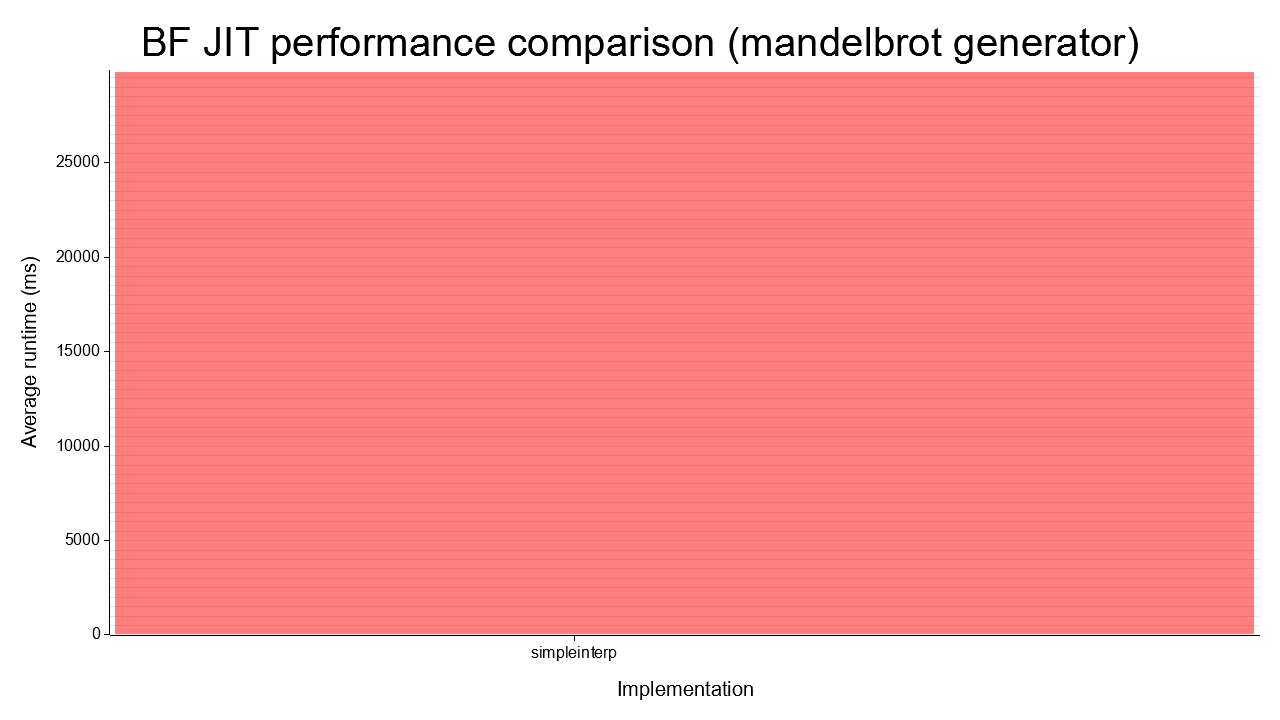 BF JIT performance comparison (mandelbrot generator)
25000
20000
15000
10000
5000
0
Average runtime (ms)
simpleinterp
Implementation